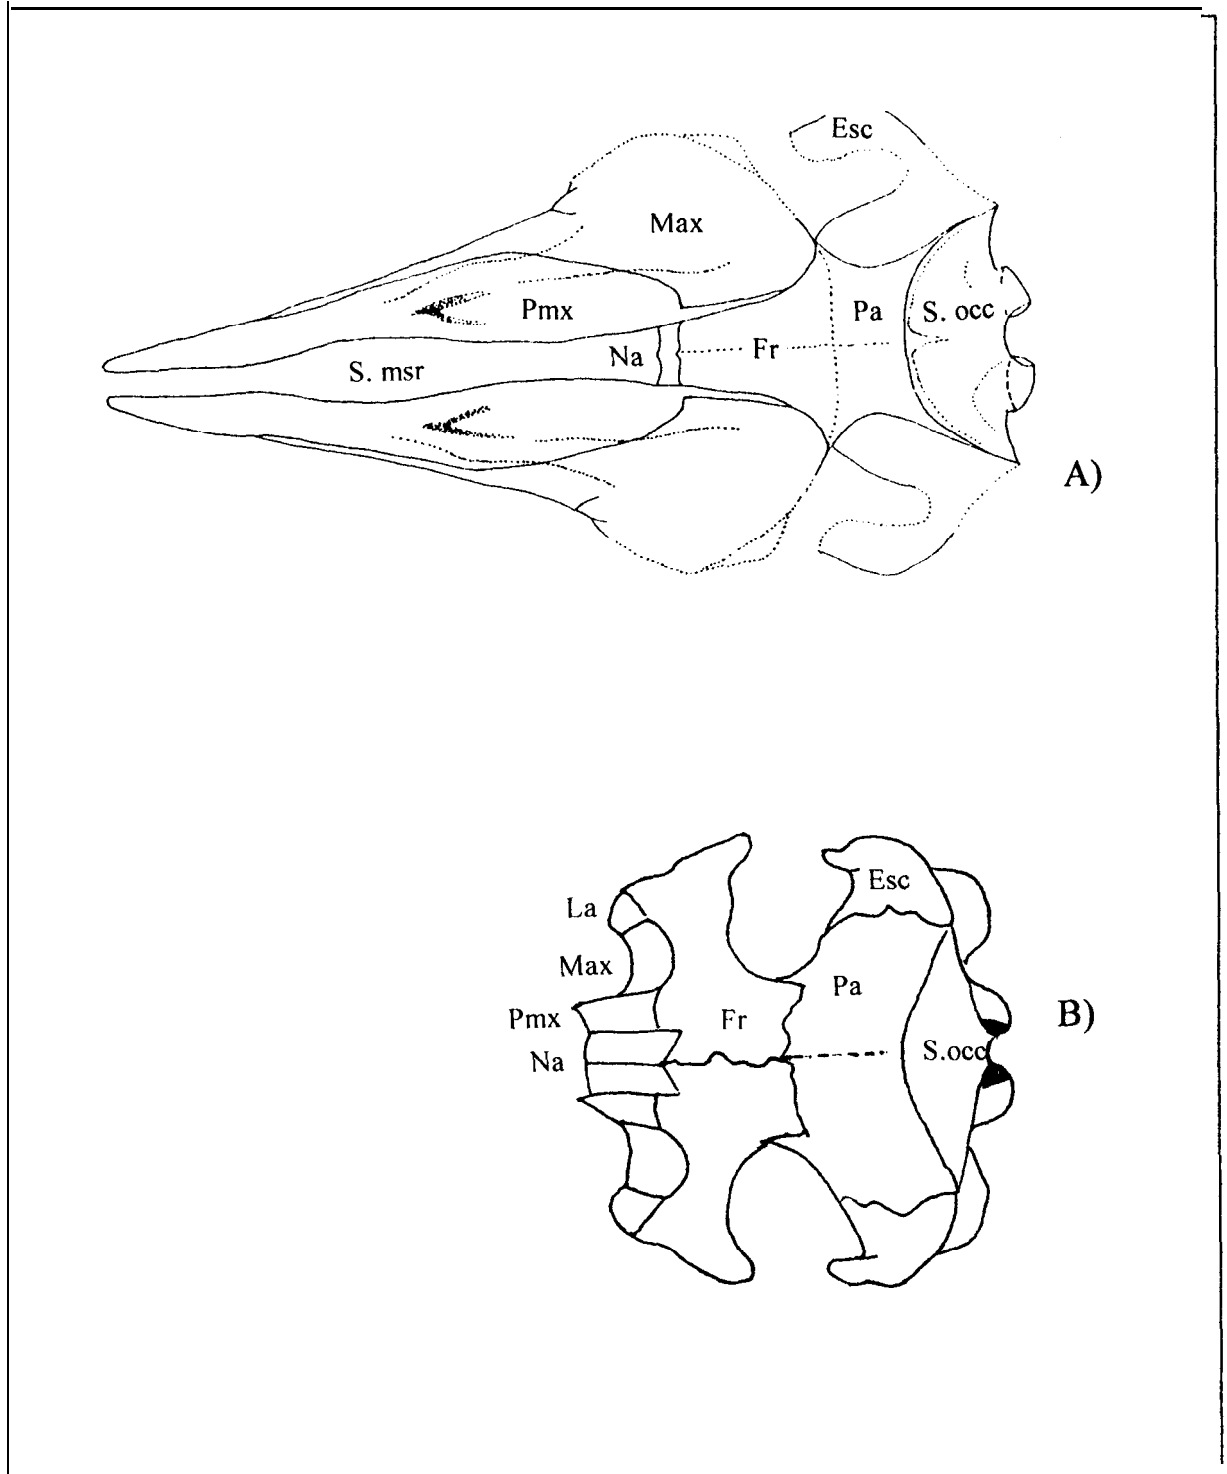 Esc
Max
Pmx
Pa
S. occ
Fr
Na
S. msr
A)
Esc
La
Max
Pa
Pmx
Fr
B)
Na
S.occ